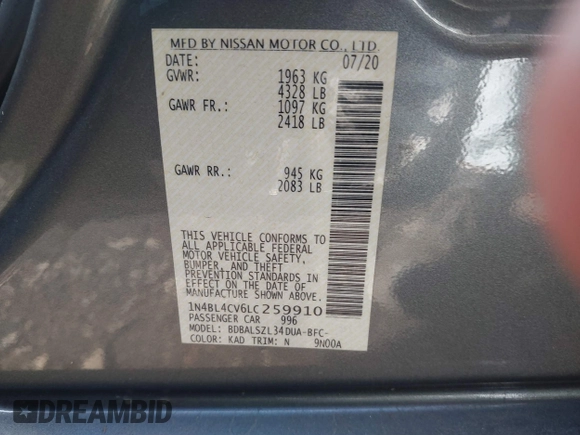 MFD BY NISSAN MOTOR CO., LTD.
DATE: 07/20
GVWR: 1963 KG
4328 LB
GAWR FR.: 1097 KG
2418 LB
GAWR RR.: 945 KG
2083 LB
THIS VEHICLE CONFORMS TO
ALL APPLICABLE FEDERAL
MOTOR VEHICLE SAFETY,
BUMPER, AND THEFT
PREVENTION STANDARDS IN
EFFECT ON THE DATE OF
MANUFACTURE SHOWN ABOVE.
1N4BL4CV6LC259910
PASSENGER CAR 996
MODEL: BDBALSZL34DUA-BFC-
COLOR: KAD TRIM: N 9N00A
DREAMBID